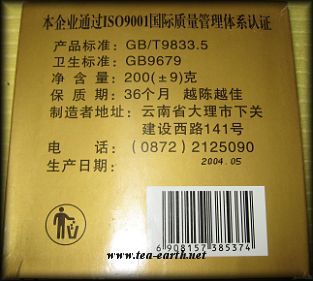 本企业通过ISO9001国际质量管理体系认证
产品标准：GB/T9833.5
卫生标准：GB9679
净 含 量：200(±9)克
保 质 期：36个月 越陈越佳
制造者地址：云南省大理市下关
建设西路141号
电 话：(0872) 2125090
生产日期：2004.05
6 908157 385374
www.tea-earth.net